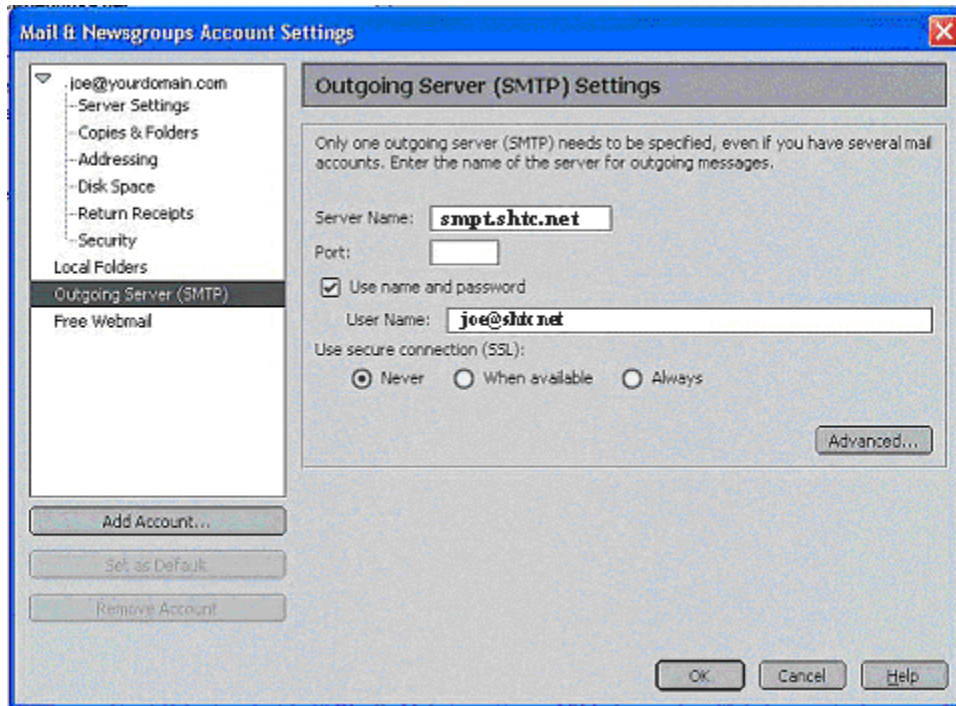 Mail & Newsgroups Account Settings
joe@yourdomain.com
Server Settings
Copies & Folders
Addressing
Disk Space
Return Receipts
Security
Local Folders
Outgoing Server (SMTP)
Free Webmail
Add Account...
Set as Default
Remove Account
Outgoing Server (SMTP) Settings
Only one outgoing server (SMTP) needs to be specified, even if you have several mail
accounts. Enter the name of the server for outgoing messages.
Server Name: smpt.shtc.net
Port:
Use name and password
User Name: joe@shtc.net
Use secure connection (SSL):
Never When available Always
Advanced...
OK Cancel Help